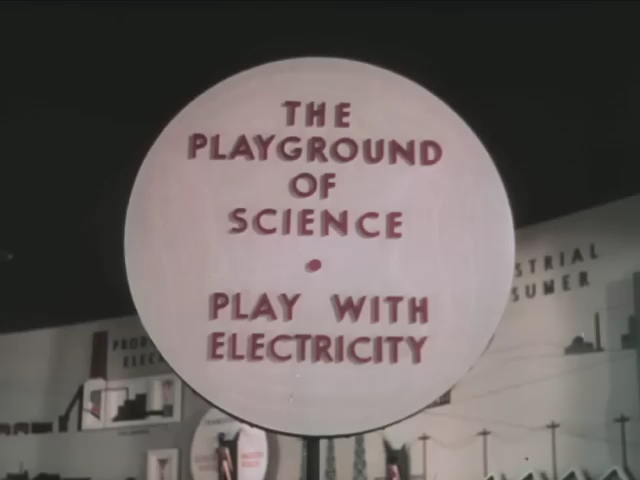 THE
PLAYGROUND
OF
SCIENCE
•
PLAY WITH
ELECTRICITY